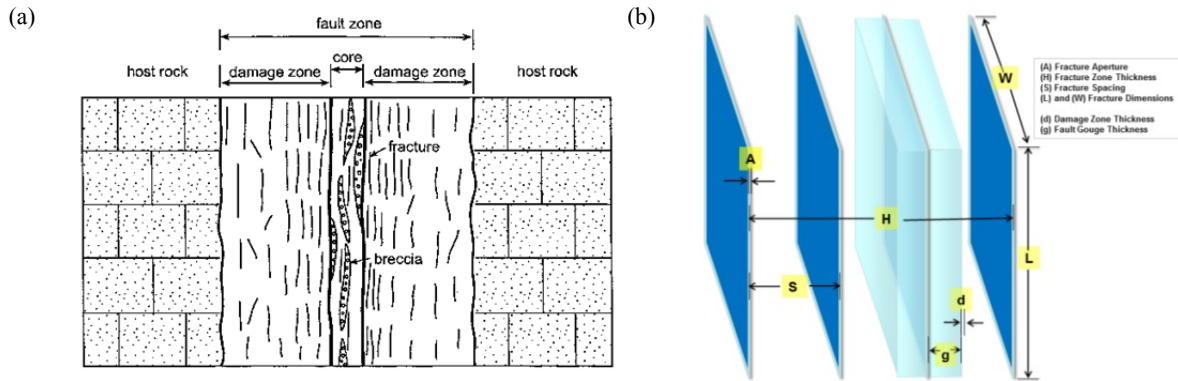 (a)
fault zone
core
host rock
damage zone
damage zone
host rock
fracture
breccia
(b)
W
(A) Fracture Aperture
(H) Fracture Zone Thickness
(S) Fracture Spacing
(L) and (W) Fracture Dimensions
(d) Damage Zone Thickness
(g) Fault Gouge Thickness
A
H
L
S
d
g